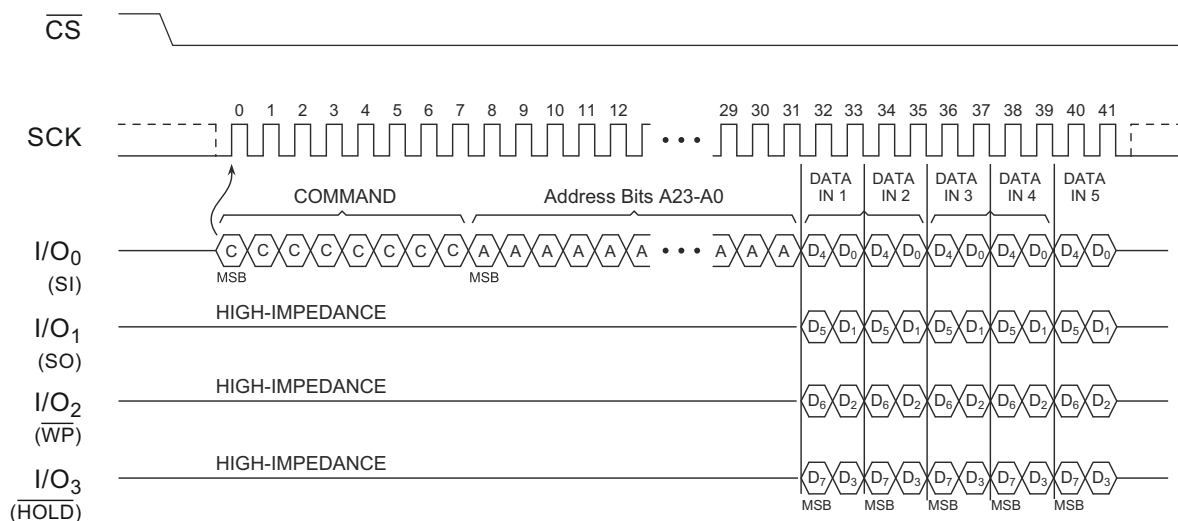 CS
SCK
0 1 2 3 4 5 6 7 8 9 10 11 12 29 30 31 32 33 34 35 36 37 38 39 40 41
COMMAND
Address Bits A23-A0
DATA IN 1
DATA IN 2
DATA IN 3
DATA IN 4
DATA IN 5
I/O0
(SI)
C C C C C C C C A A A A A A ••• A A A D4 D0 D4 D0 D4 D0 D4 D0 D4 D0
MSB MSB
I/O1
(SO)
HIGH-IMPEDANCE
D5 D1 D5 D1 D5 D1 D5 D1 D5 D1
I/O2
(WP)
HIGH-IMPEDANCE
D6 D2 D6 D2 D6 D2 D6 D2 D6 D2
I/O3
(HOLD)
HIGH-IMPEDANCE
D7 D3 D7 D3 D7 D3 D7 D3 D7 D3
MSB MSB MSB MSB MSB